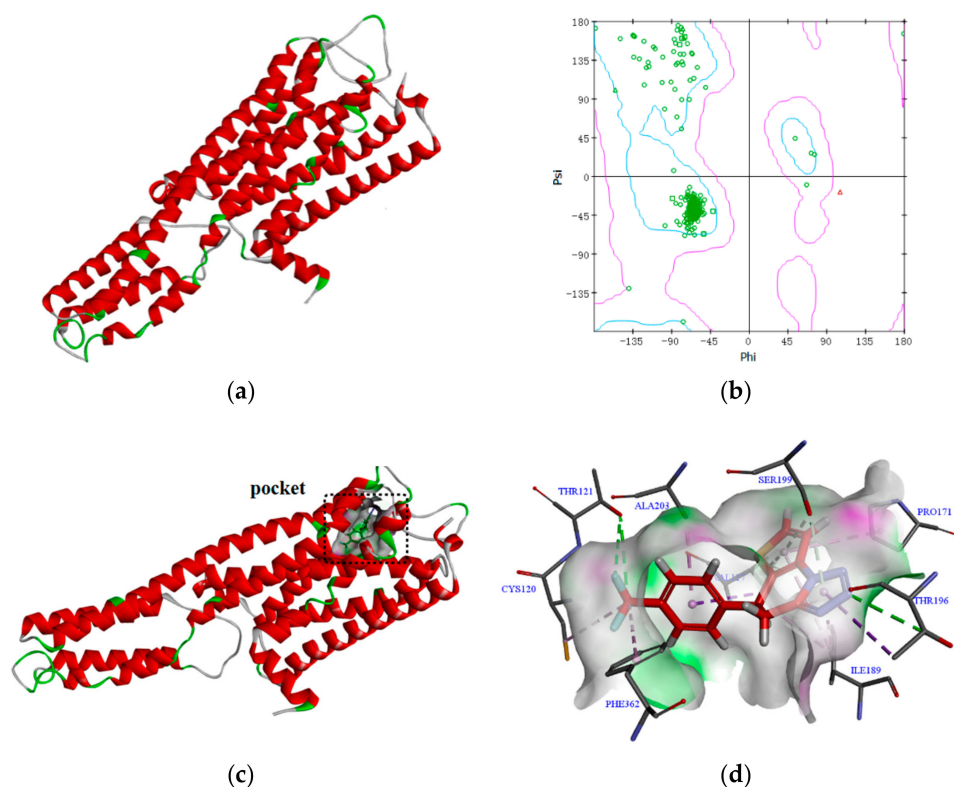 180
135
90
45
0
-45
-90
-135
Psi
-135 -90 -45 0 45 90 135 180
Phi
(a)
(b)
pocket
SER199
THR121
ALA203
PRO171
CYS120
THR196
ILE189
PHE362
(c)
(d)